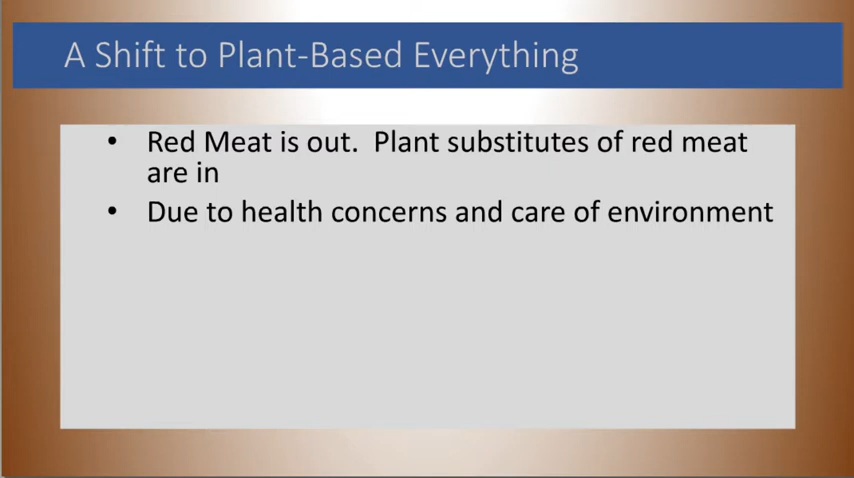 A Shift to Plant-Based Everything
• Red Meat is out.  Plant substitutes of red meat
are in
• Due to health concerns and care of environment